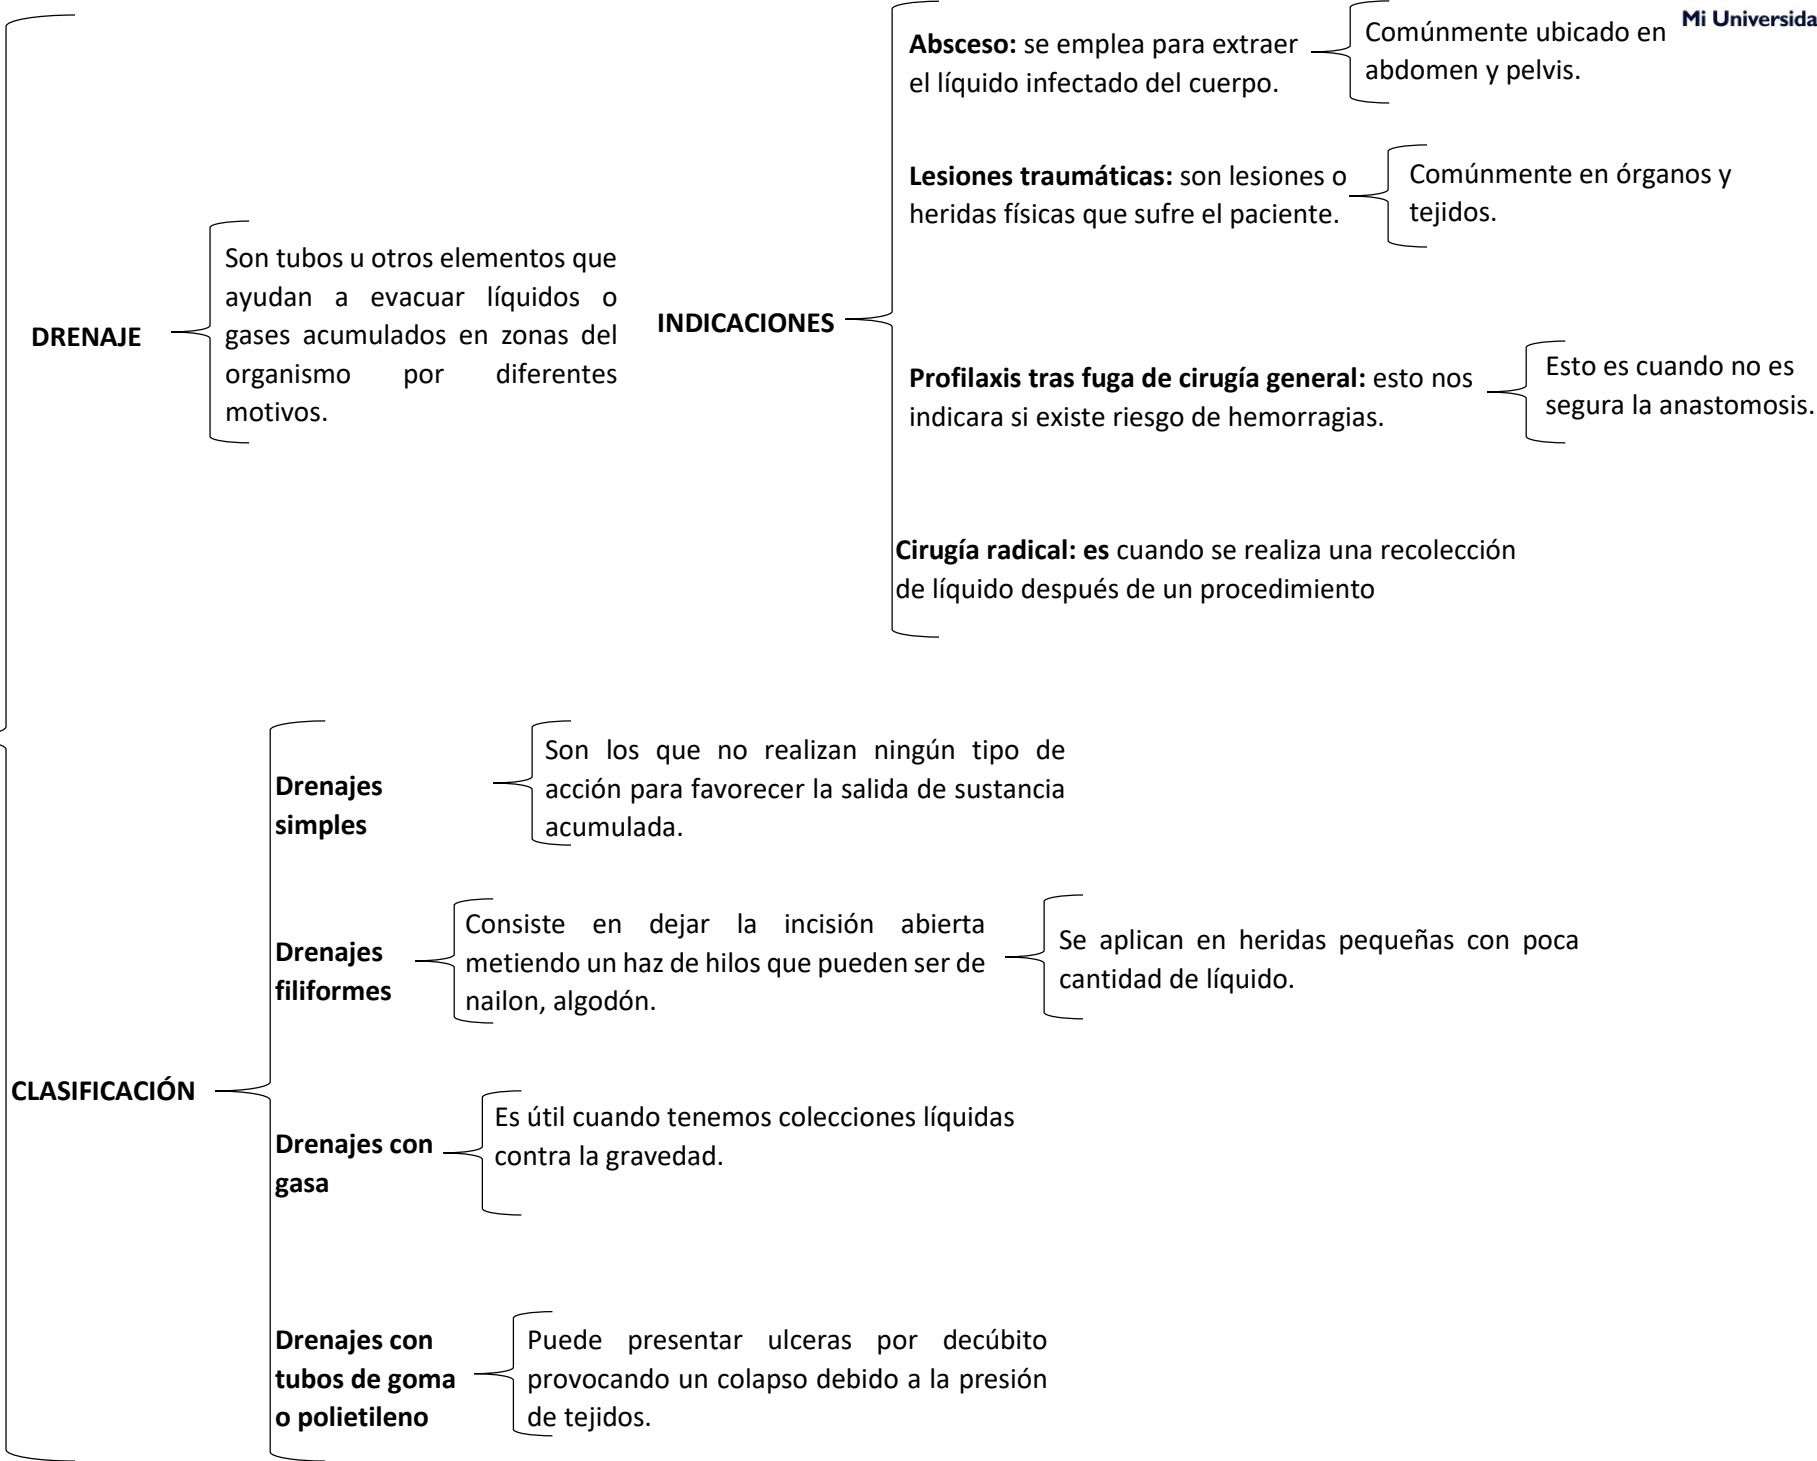 Mi Universida
DRENAJE
Son tubos u otros elementos que
ayudan a evacuar líquidos o
gases acumulados en zonas del
organismo por diferentes
motivos.
INDICACIONES
Absceso: se emplea para extraer
el líquido infectado del cuerpo.
Comúnmente ubicado en
abdomen y pelvis.
Lesiones traumáticas: son lesiones o
heridas físicas que sufre el paciente.
Comúnmente en órganos y
tejidos.
Profilaxis tras fuga de cirugía general: esto nos
indicara si existe riesgo de hemorragias.
Esto es cuando no es
segura la anastomosis.
Cirugía radical: es cuando se realiza una recolección
de líquido después de un procedimiento
CLASIFICACIÓN
Drenajes
simples
Son los que no realizan ningún tipo de
acción para favorecer la salida de sustancia
acumulada.
Drenajes
filiformes
Consiste en dejar la incisión abierta
metiendo un haz de hilos que pueden ser de
nailon, algodón.
Se aplican en heridas pequeñas con poca
cantidad de líquido.
Drenajes con
gasa
Es útil cuando tenemos colecciones líquidas
contra la gravedad.
Drenajes con
tubos de goma
o polietileno
Puede presentar ulceras por decúbito
provocando un colapso debido a la presión
de tejidos.